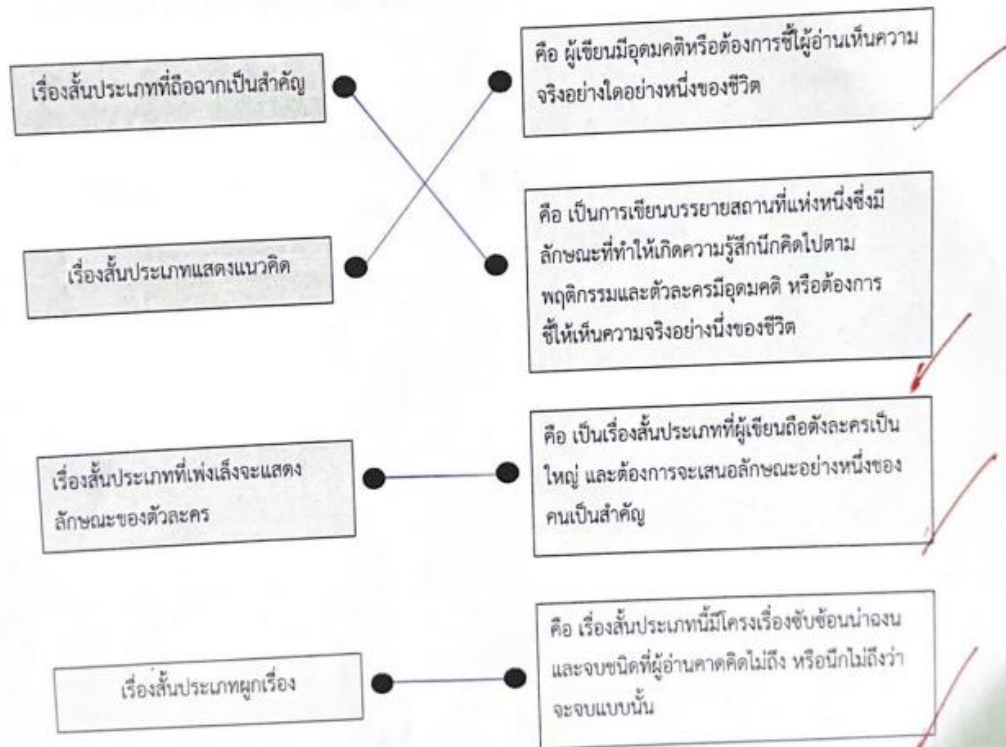 เรื่องสั้นประเภทที่ถือฉากเป็นสำคัญ
คือ ผู้เขียนมีอุดมคติหรือต้องการชี้ใผู้อ่านเห็นความ
จริงอย่างใดอย่างหนึ่งของชีวิต
เรื่องสั้นประเภทแสดงแนวคิด
คือ เป็นการเขียนบรรยายสถานที่แห่งหนึ่งซึ่งมี
ลักษณะที่ทำให้เกิดความรู้สึกนึกคิดไปตาม
พฤติกรรมและตัวละครมีอุดมคติ หรือต้องการ
ชี้ให้เห็นความจริงอย่างนึ่งของชีวิต
เรื่องสั้นประเภทที่เพ่งเล็งจะแสดง
ลักษณะของตัวละคร
คือ เป็นเรื่องสั้นประเภทที่ผู้เขียนถือตังละครเป็น
ใหญ่ และต้องการจะเสนอลักษณะอย่างหนึ่งของ
คนเป็นสำคัญ
เรื่องสั้นประเภทผูกเรื่อง
คือ เรื่องสั้นประเภทนี้มีโครงเรื่องซับซ้อนน่าฉงน
และจบชนิดที่ผู้อ่านคาดคิดไม่ถึง หรือนึกไม่ถึงว่า
จะจบแบบนั้น